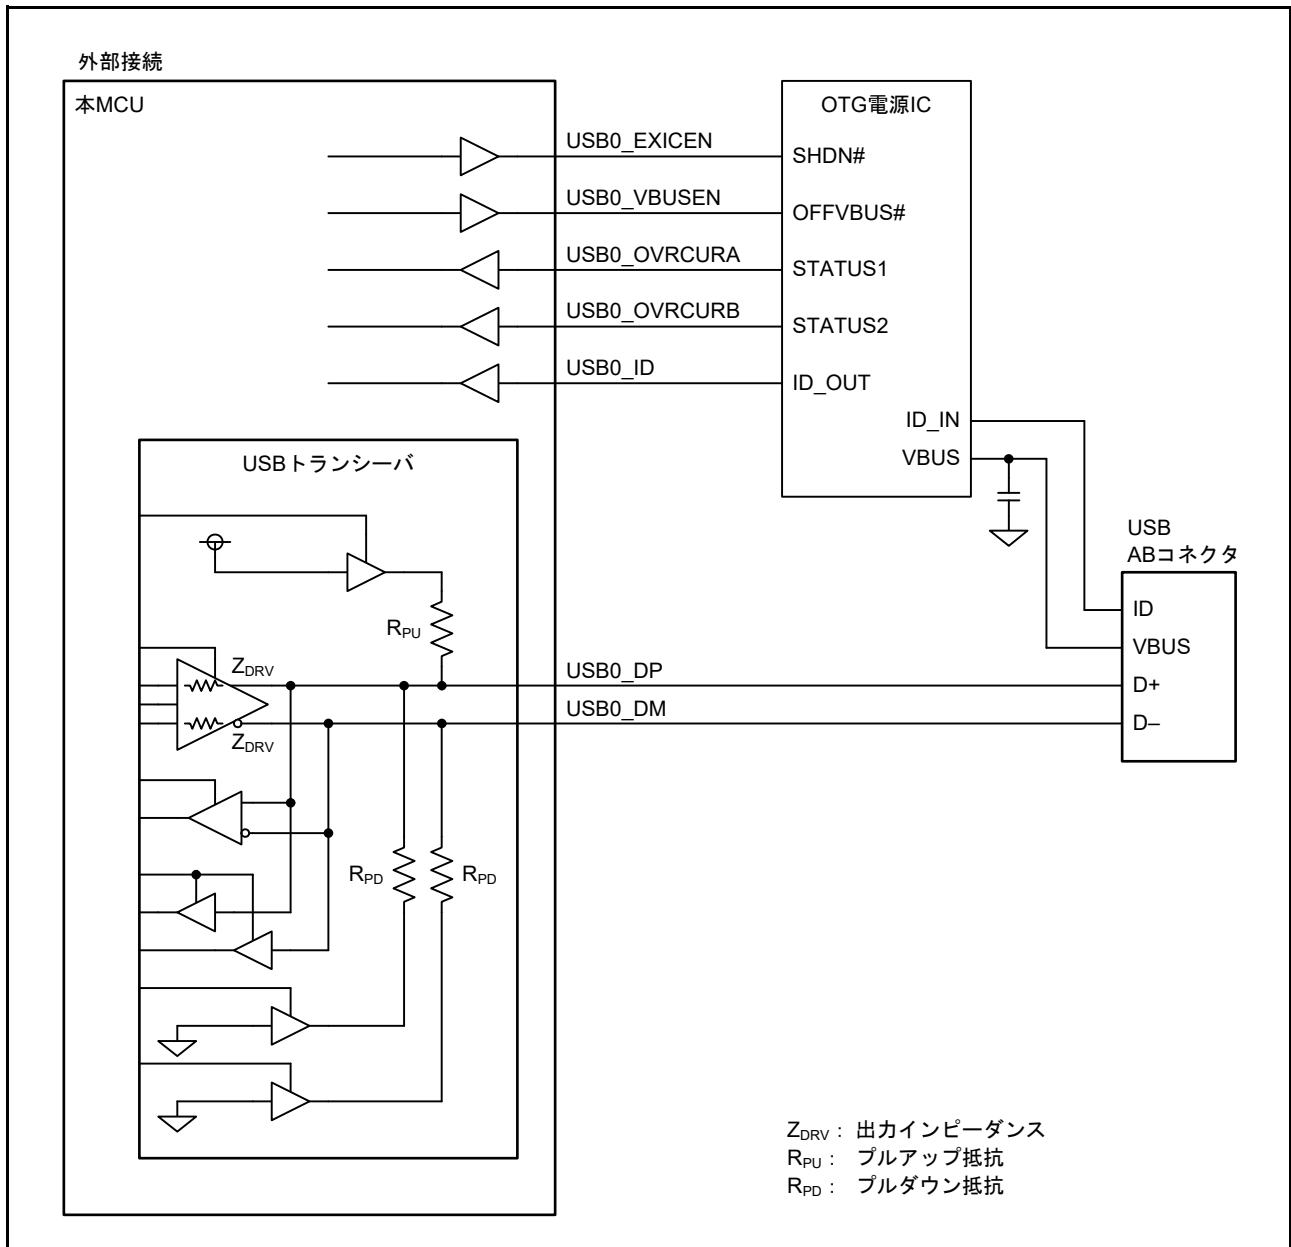 外部接続
本MCU
OTG電源IC
USB0_EXICEN
SHDN#
USB0_VBUSEN
OFFVBUS#
USB0_OVRCURA
STATUS1
USB0_OVRCURB
STATUS2
USB0_ID
ID_OUT
ID_IN
VBUS
USBトランシーバ
USB
ABコネクタ
ID
VBUS
D+
D–
RPU
ZDRV
ZDRV
USB0_DP
USB0_DM
RPD
RPD
ZDRV : 出力インピーダンス
RPU : プルアップ抵抗
RPD : プルダウン抵抗